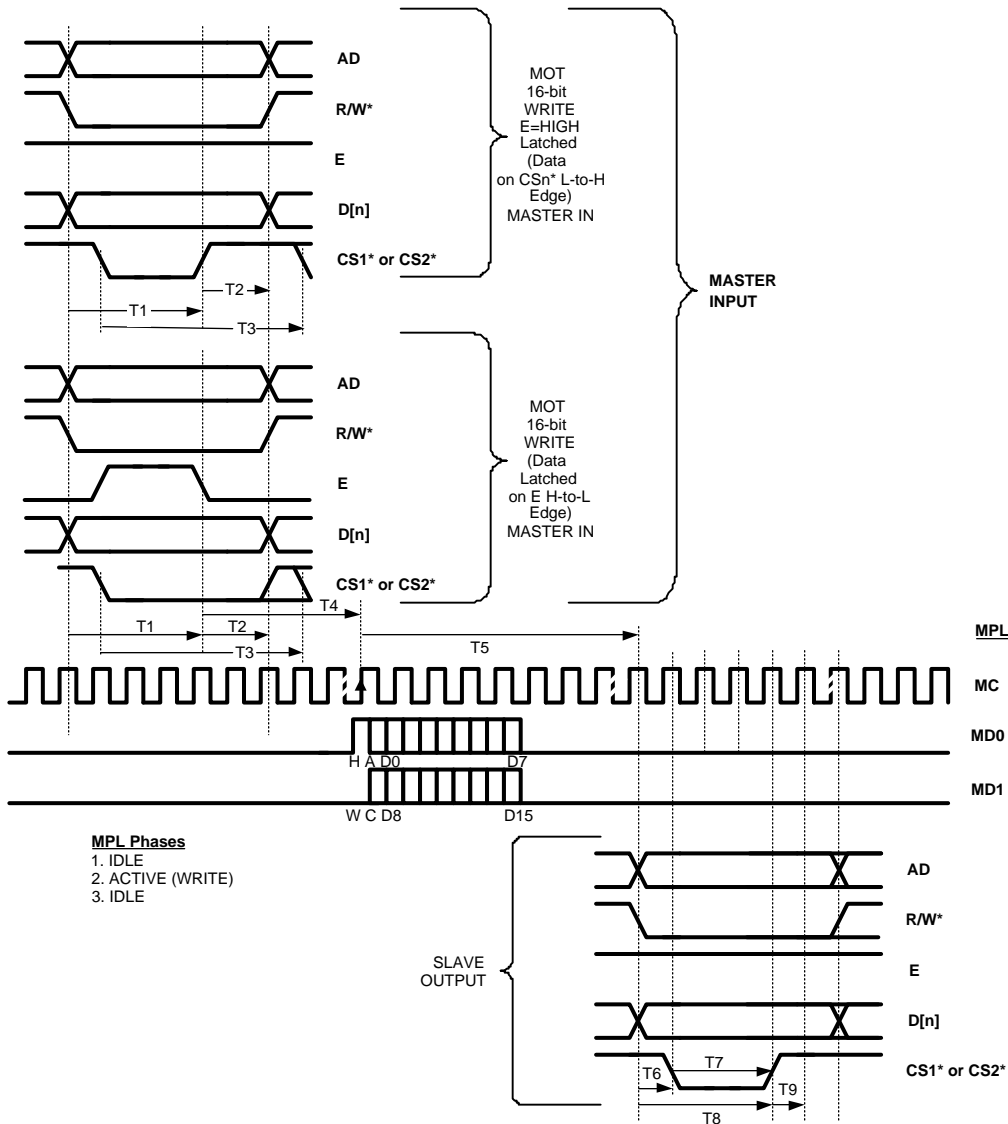 AD
R/W*
E
D[n]
CS1* or CS2*
T2
T1
T3
MOT
16-bit
WRITE
E=HIGH
Latched
(Data
on CSn* L-to-H
Edge)
MASTER IN
MASTER
INPUT
AD
R/W*
E
D[n]
CS1* or CS2*
MOT
16-bit
WRITE
(Data
Latched
on E H-to-L
Edge)
MASTER IN
T4
T1
T2
T3
T5
MPL
MC
MD0
H A D0 D7
MD1
W C D8 D15
MPL Phases
1. IDLE
2. ACTIVE (WRITE)
3. IDLE
SLAVE
OUTPUT
AD
R/W*
E
D[n]
CS1* or CS2*
T7
T6
T9
T8